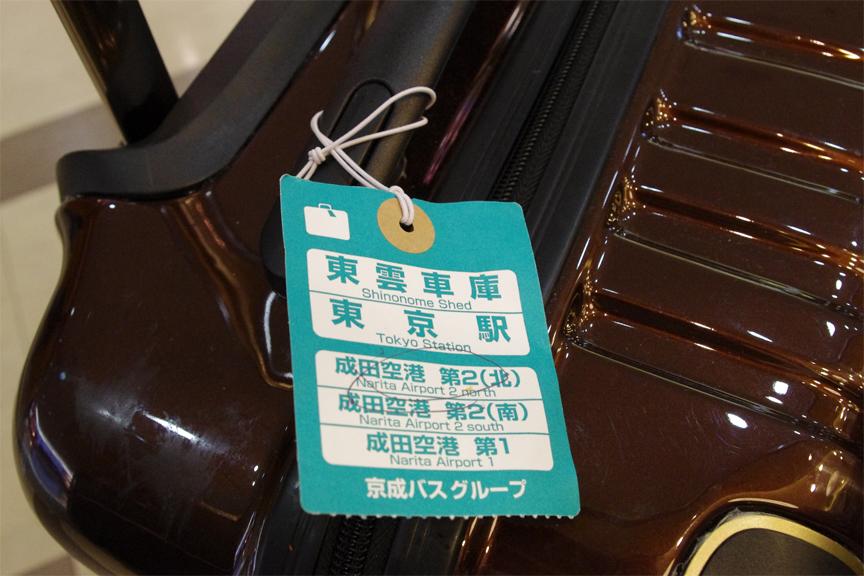 東雲車庫
Shinonome Shed
東京駅
Tokyo Station
成田空港 第2(北)
Narita Airport 2 north
成田空港 第2(南)
Narita Airport 2 south
成田空港 第1
Narita Airport 1
京成バスグループ